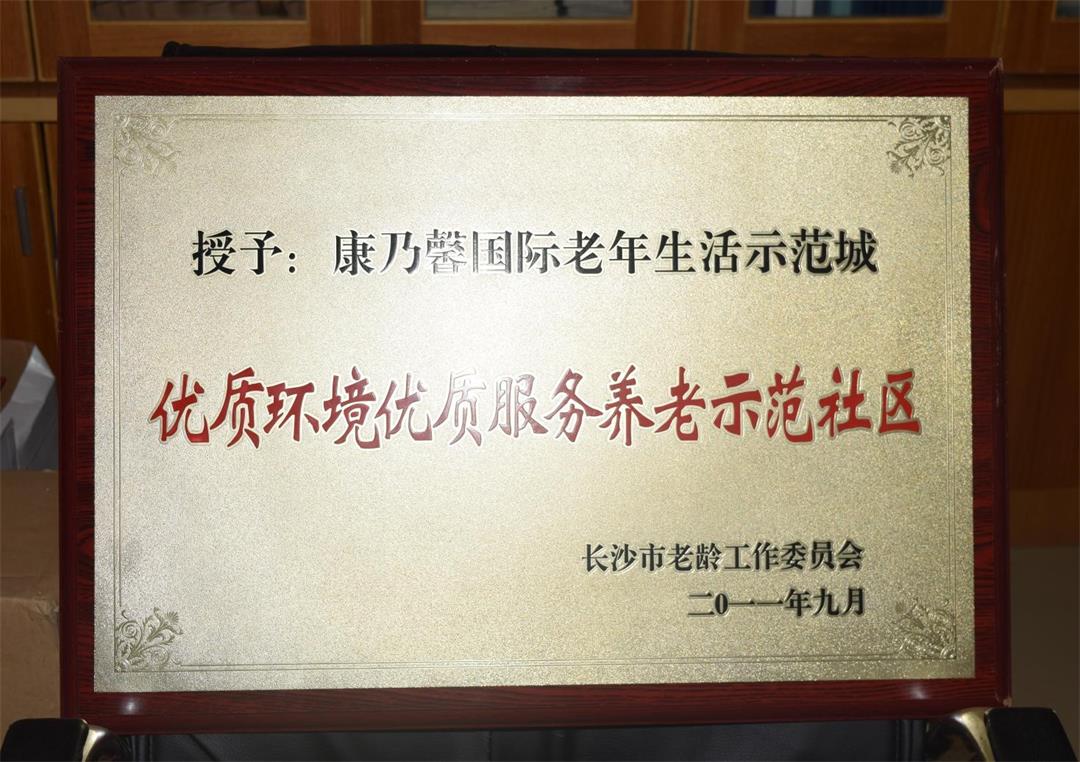 授予：康乃馨国际老年生活示范城
优质环境优质服务养老示范社区
长沙市老龄工作委员会
二0一一年九月